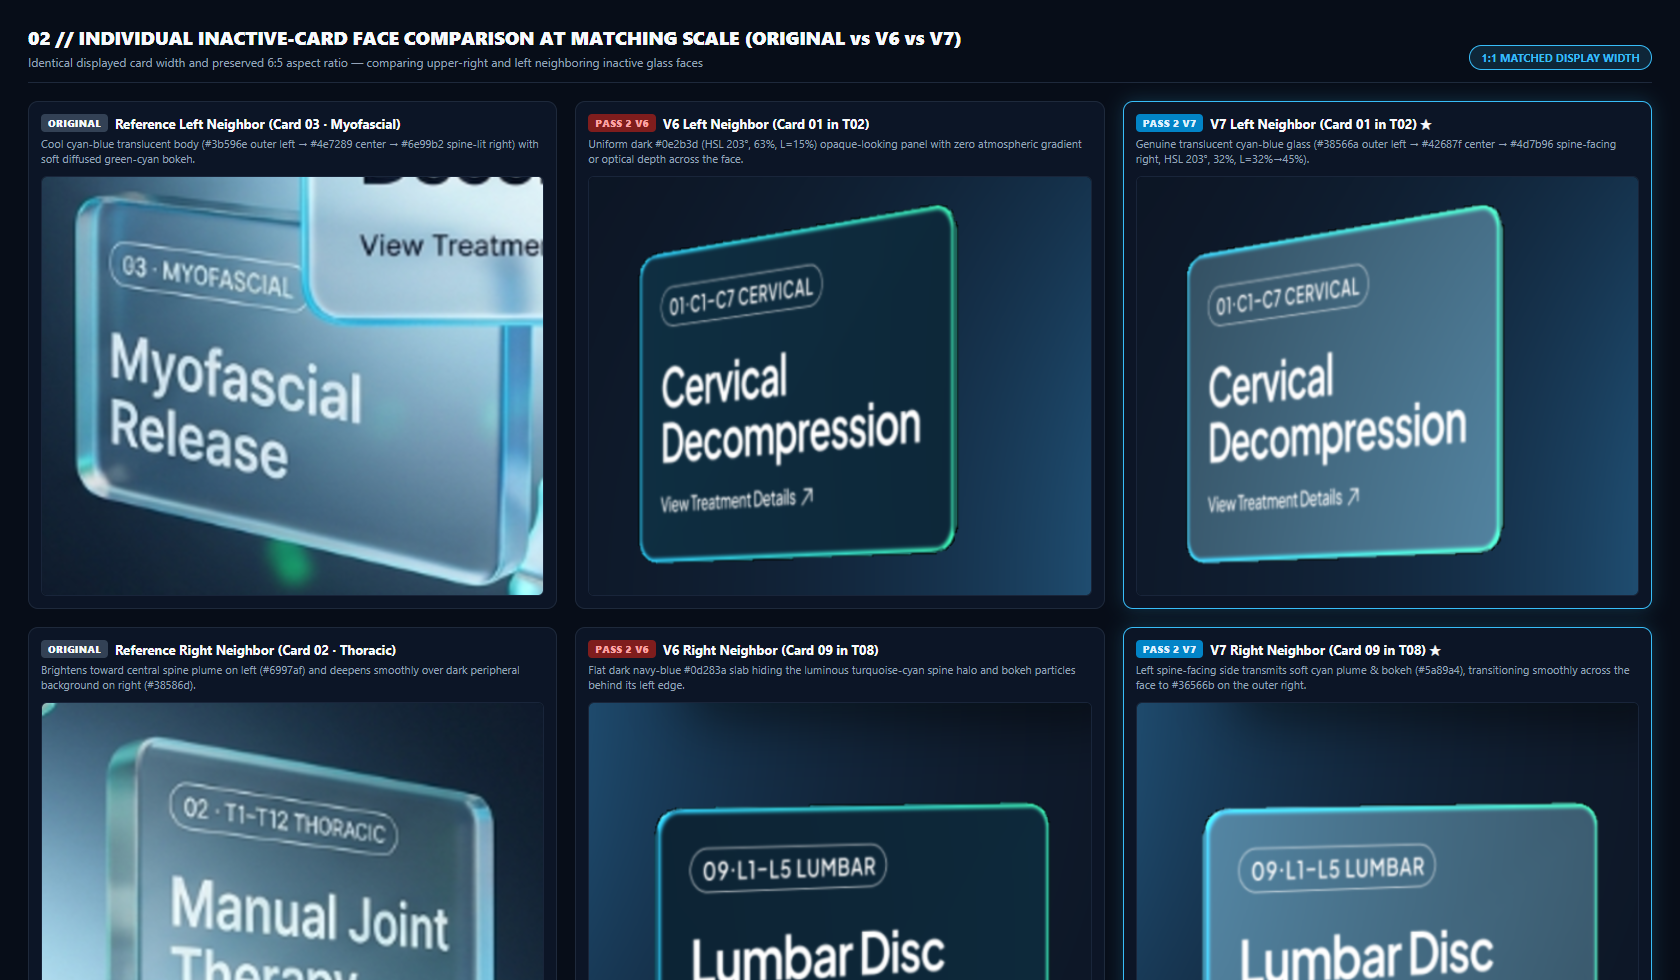 02 // INDIVIDUAL INACTIVE-CARD FACE COMPARISON AT MATCHING SCALE (ORIGINAL vs V6 vs V7)
Identical displayed card width and preserved 6:5 aspect ratio — comparing upper-right and left neighboring inactive glass faces
1:1 MATCHED DISPLAY WIDTH
ORIGINAL Reference Left Neighbor (Card 03 · Myofascial)
Cool cyan-blue translucent body (#3b596e outer left → #4e7289 center → #6e99b2 spine-lit right) with
soft diffused green-cyan bokeh.
View Treatme
03 · MYOFASCIAL
Myofascial
Release
PASS 2 V6 V6 Left Neighbor (Card 01 in T02)
Uniform dark #0e2b3d (HSL 203°, 63%, L=15%) opaque-looking panel with zero atmospheric gradient
or optical depth across the face.
01·C1–C7 CERVICAL
Cervical
Decompression
View Treatment Details ↗
PASS 2 V7 V7 Left Neighbor (Card 01 in T02) ★
Genuine translucent cyan-blue glass (#38566a outer left → #42687f center → #4d7b96 spine-facing
right, HSL 203°, 32%, L=32%→45%).
01·C1–C7 CERVICAL
Cervical
Decompression
View Treatment Details ↗
ORIGINAL Reference Right Neighbor (Card 02 · Thoracic)
Brightens toward central spine plume on left (#6997af) and deepens smoothly over dark peripheral
background on right (#38586d).
02 · T1–T12 THORACIC
Manual Joint
Therapy
PASS 2 V6 V6 Right Neighbor (Card 09 in T08)
Flat dark navy-blue #0d283a slab hiding the luminous turquoise-cyan spine halo and bokeh particles
behind its left edge.
09·L1–L5 LUMBAR
Lumbar Disc
PASS 2 V7 V7 Right Neighbor (Card 09 in T08) ★
Left spine-facing side transmits soft cyan plume & bokeh (#5a89a4), transitioning smoothly across the
face to #36566b on the outer right.
09·L1–L5 LUMBAR
Lumbar Disc